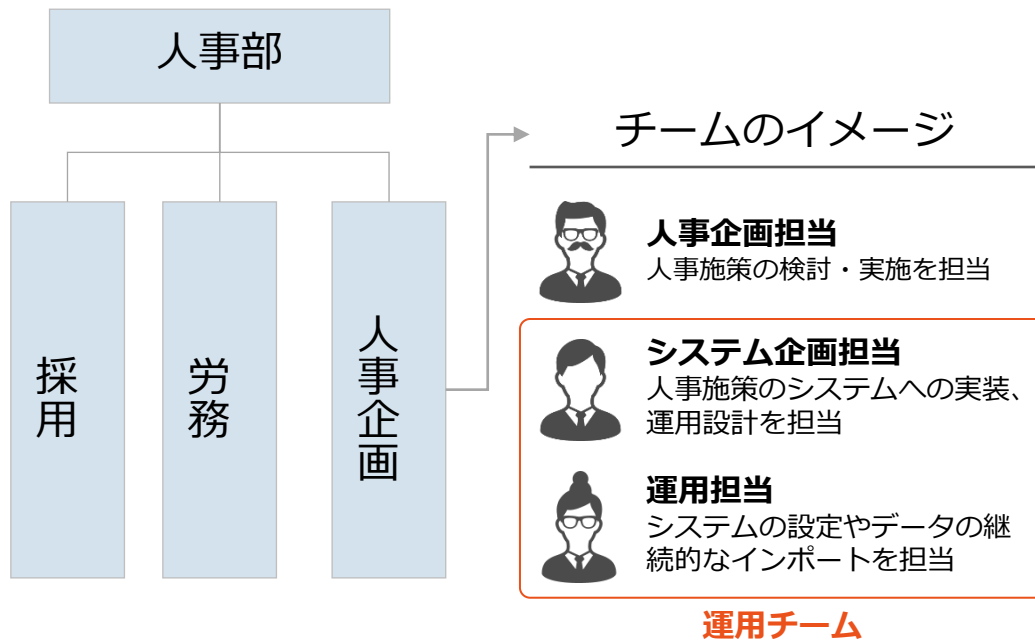 人事部
採用
労務
人事企画
チームのイメージ
人事企画担当
人事施策の検討・実施を担当
システム企画担当
人事施策のシステムへの実装、
運用設計を担当
運用担当
システムの設定やデータの継
続的なインポートを担当
運用チーム